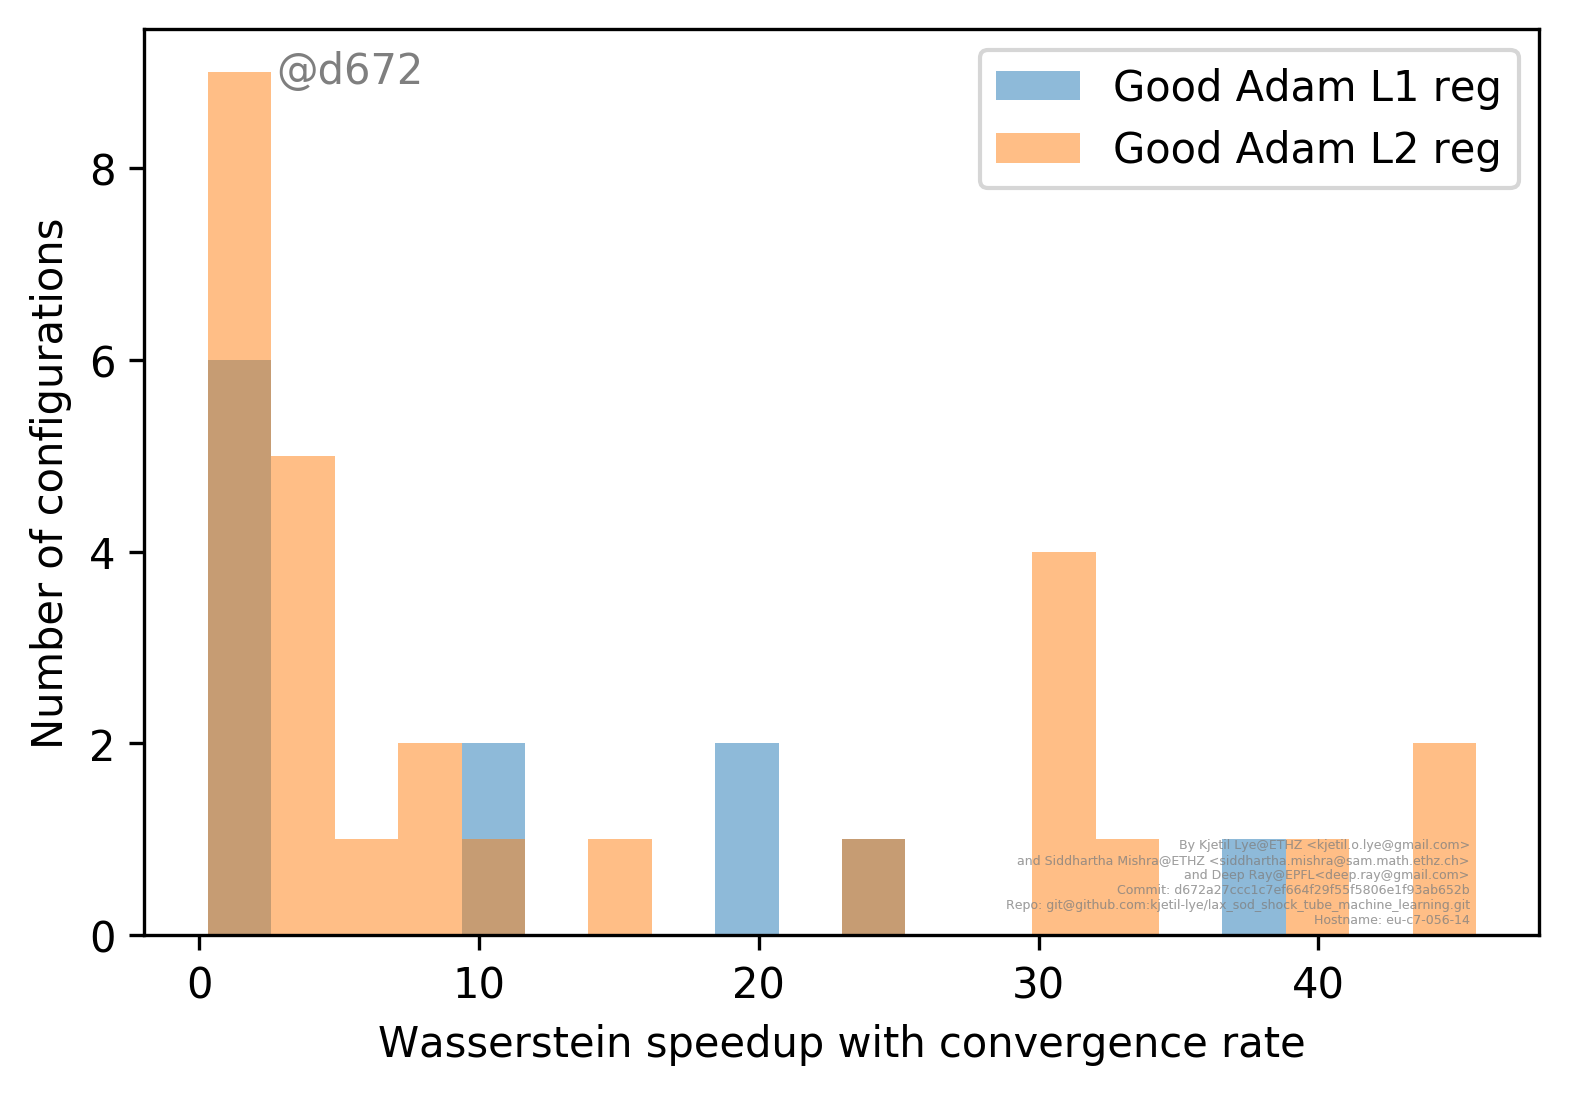 @d672
Good Adam L1 reg
Good Adam L2 reg
Number of configurations
8
6
4
2
0
By Kjetil Lye@ETHZ <kjetil.o.lye@gmail.com>
and Siddhartha Mishra@ETHZ <siddhartha.mishra@sam.math.ethz.ch>
and Deep Ray@EPFL<deep.ray@gmail.com>
Commit: d672a27ccc1c7ef664f29f55f5806e1f93ab652b
Repo: git@github.com:kjetil-lye/lax_sod_shock_tube_machine_learning.git
Hostname: eu-c7-056-14
0 10 20 30 40
Wasserstein speedup with convergence rate